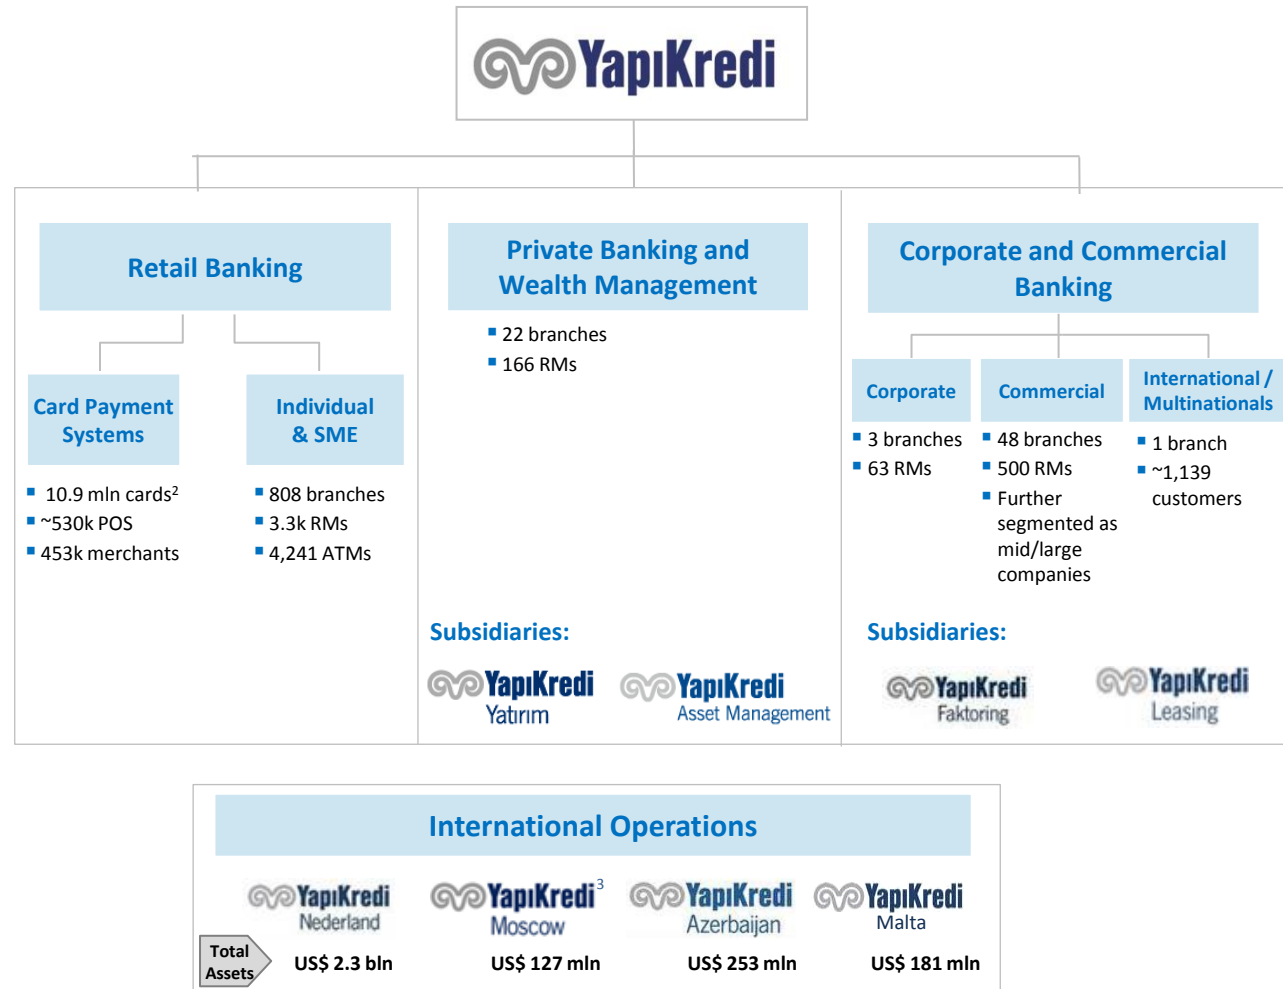 YapıKredi
Retail Banking
Card Payment
Systems
10.9 mln cards²
~530k POS
453k merchants
Individual
& SME
808 branches
3.3k RMs
4,241 ATMs
Private Banking and
Wealth Management
22 branches
166 RMs
Subsidiaries:
YapıKredi
Yatırım
YapıKredi
Asset Management
Corporate and Commercial
Banking
Corporate
3 branches
63 RMs
Commercial
48 branches
500 RMs
Further
segmented as
mid/large
companies
International /
Multinationals
1 branch
~1,139
customers
Subsidiaries:
YapıKredi
Faktoring
YapıKredi
Leasing
International Operations
YapıKredi
Nederland
YapıKredi³
Moscow
YapıKredi
Azerbaijan
YapıKredi
Malta
Total
Assets
US$ 2.3 bln
US$ 127 mln
US$ 253 mln
US$ 181 mln